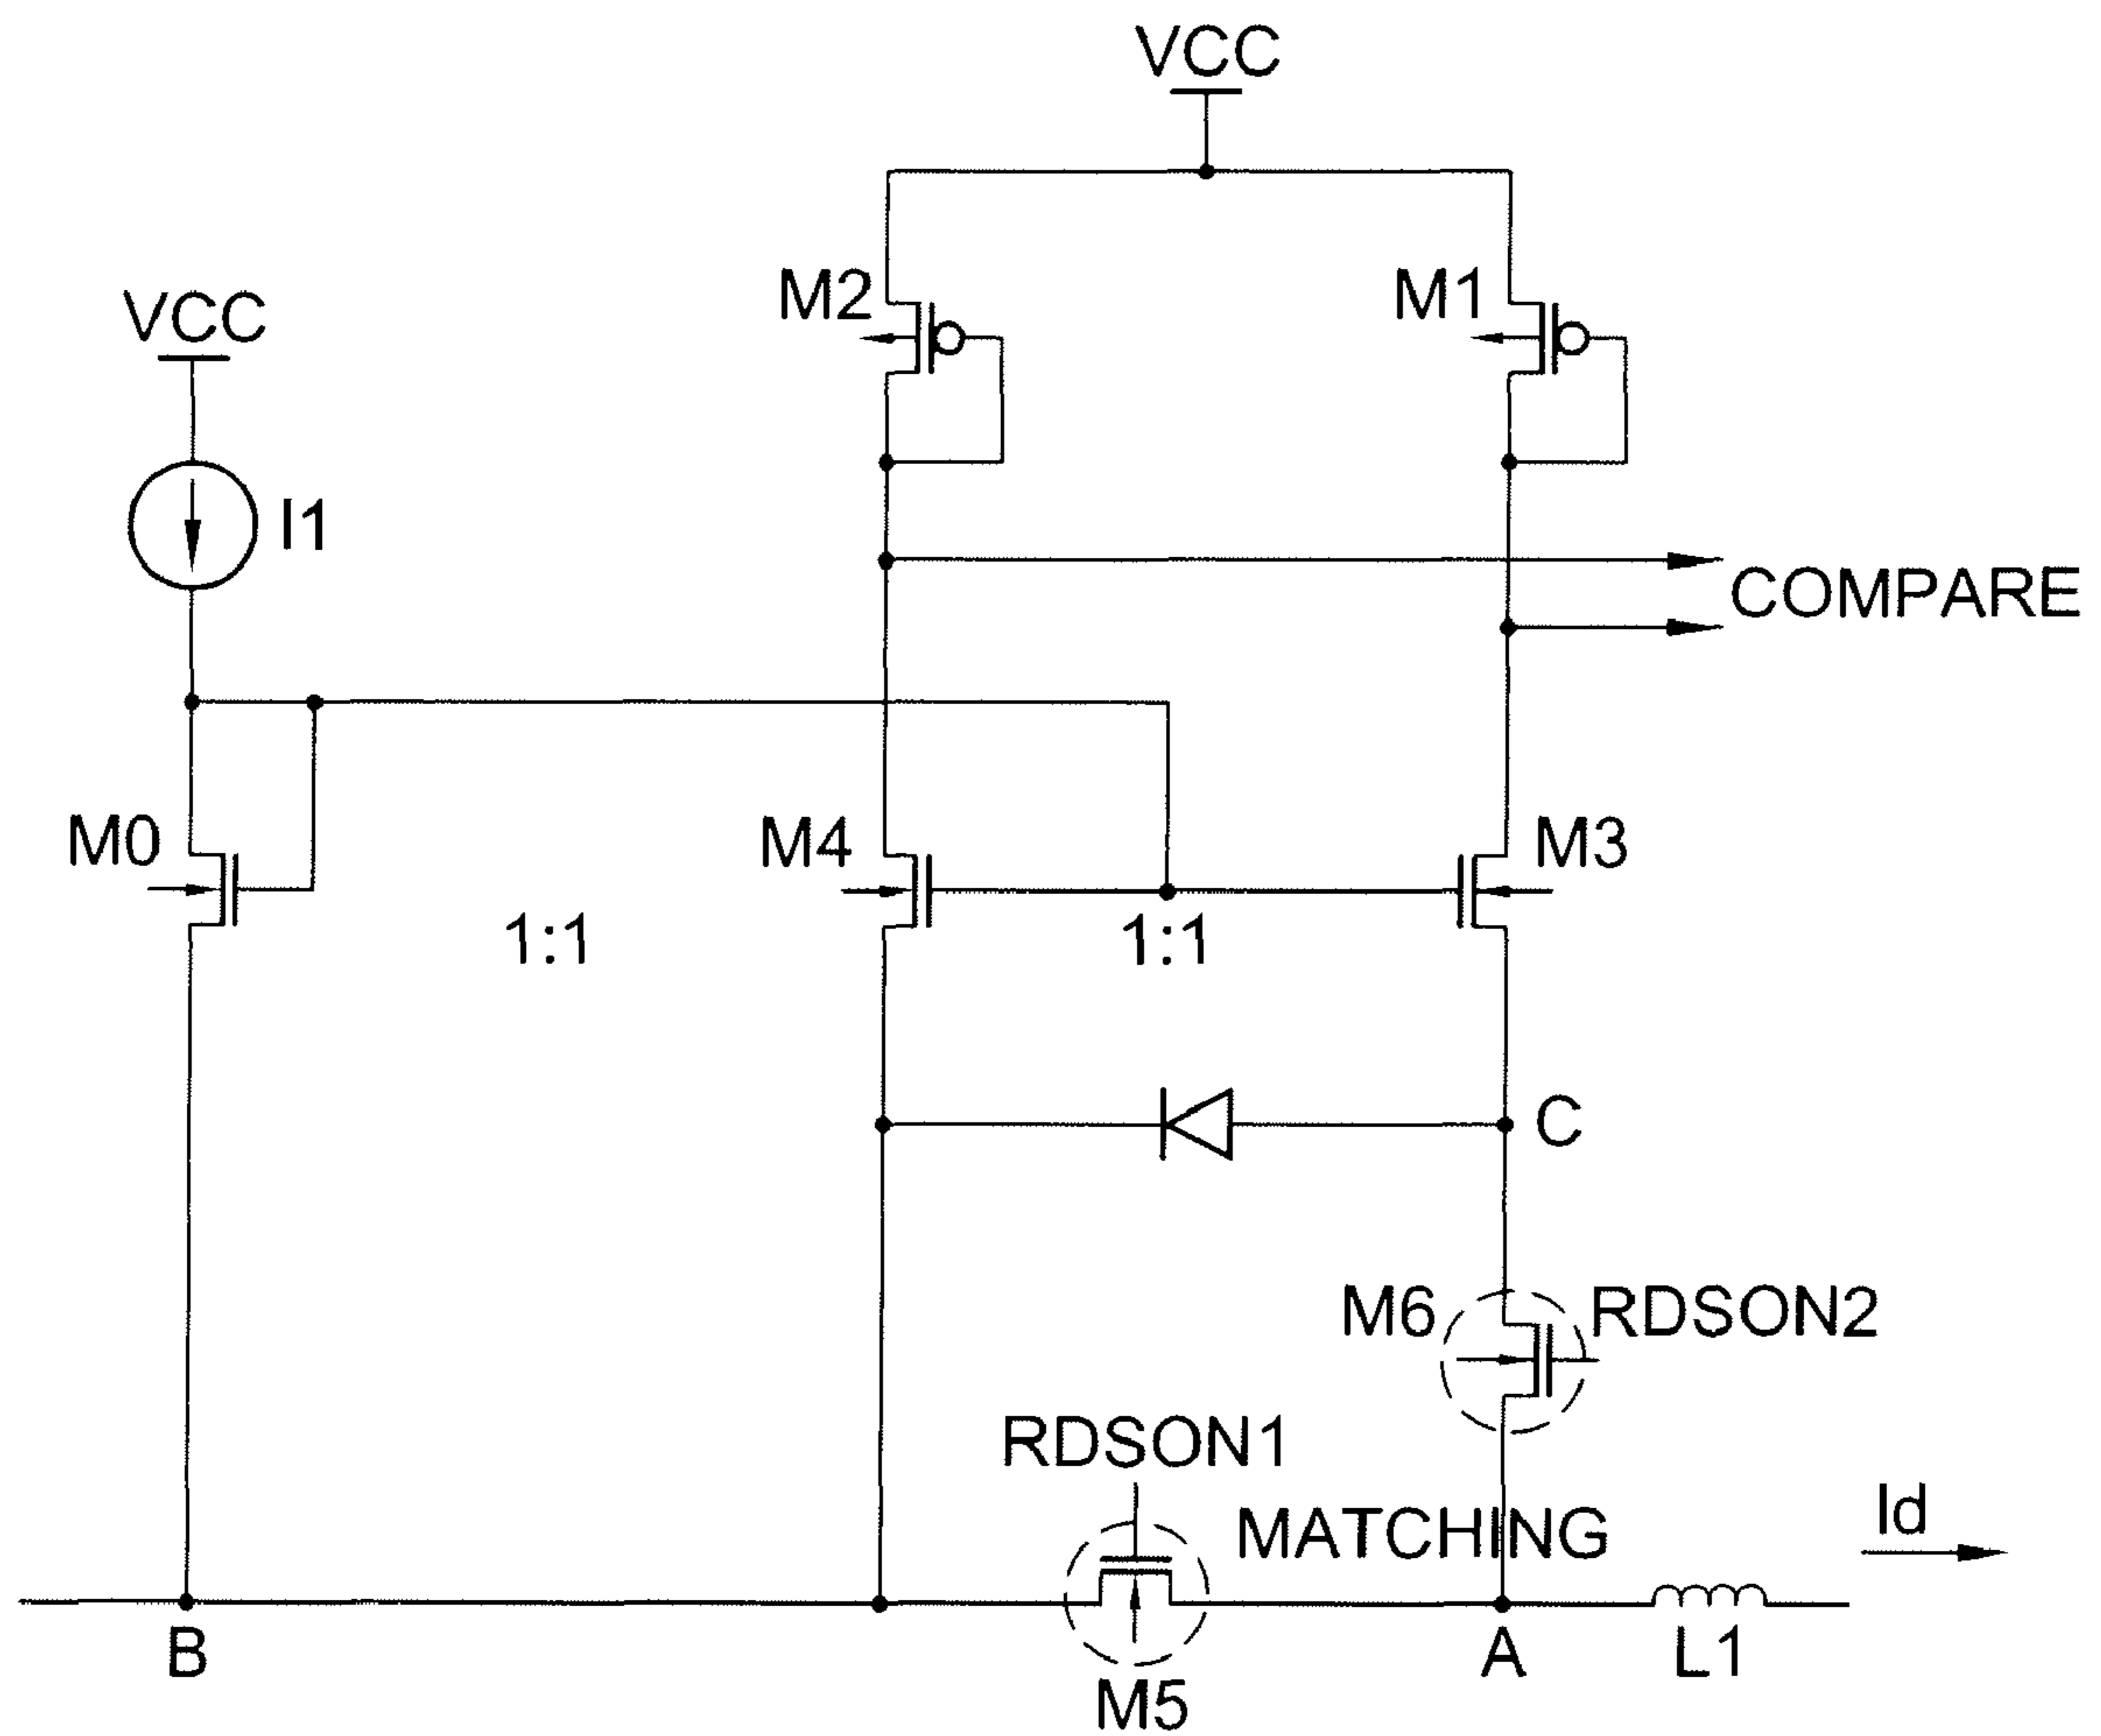 VCC
M2
M1
VCC
I1
COMPARE
M0
M4
M3
1:1
1:1
C
M6
RDSON2
RDSON1
MATCHING
Id
B
A
L1
M5